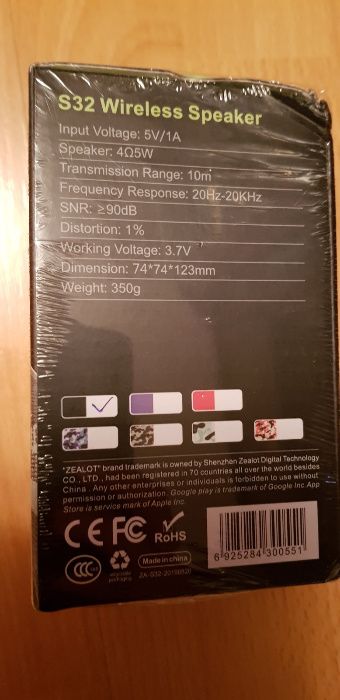 S32 Wireless Speaker
Input Voltage: 5V/1A
Speaker: 4Ω5W
Transmission Range: 10m
Frequency Response: 20Hz-20KHz
SNR: ≥90dB
Distortion: 1%
Working Voltage: 3.7V
Dimension: 74*74*123mm
Weight: 350g
"ZEALOT" brand trademark is owned by Shenzhen Zealot Digital Technology
CO., LTD., had been registered in 70 countries all over the world besides
China . Any other enterprises or individuals is forbidden to use without
permission or authorization. Google play is trademark of Google Inc App
Store is service mark of Apple Inc.
CE FC RoHS
CCC Made in china
ZA-S32-20190820
6 925284 300551